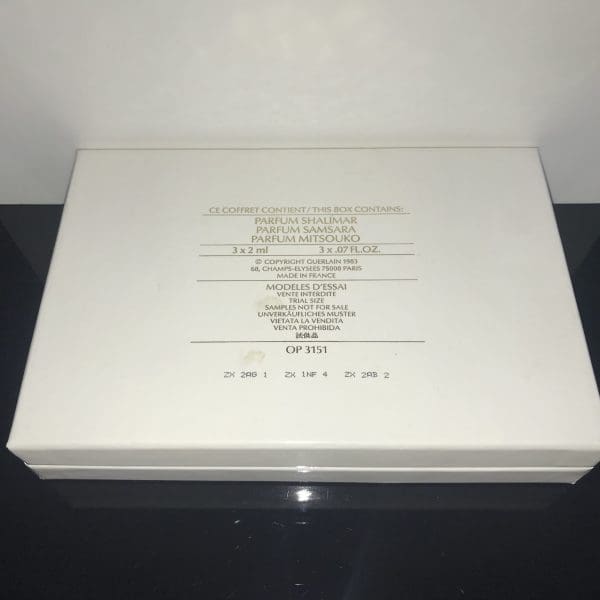 CE COFFRET CONTIENT/THIS BOX CONTAINS:
PARFUM SHALIMAR
PARFUM SAMSARA
PARFUM MITSOUKO
3 x 2 ml 3 x .07 FL.OZ.
© COPYRIGHT GUERLAIN 1983
68, CHAMPS-ELYSEES 75008 PARIS
MADE IN FRANCE
MODELES D'ESSAI
VENTE INTERDITE
TRIAL SIZE
SAMPLES NOT FOR SALE
UNVERKÄUFLICHES MUSTER
VIETATA LA VENDITA
VENTA PROHIBIDA
試供品
OP 3151
ZX 2AG 1 ZX 1NF 4 ZX 2AB 2